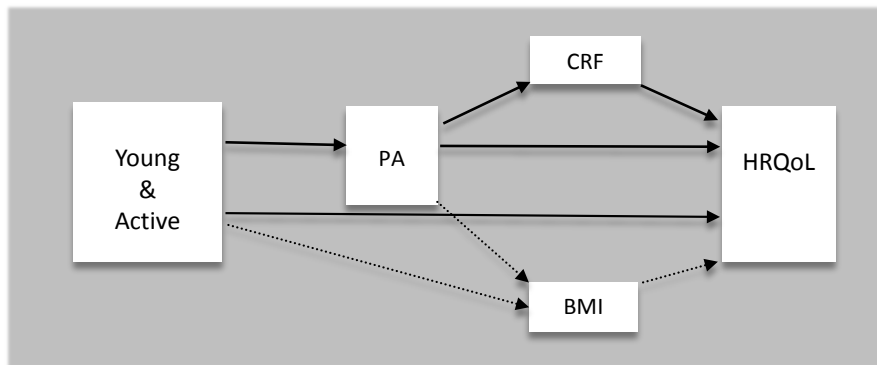 CRF
Young
&
Active
PA
HRQoL
BMI